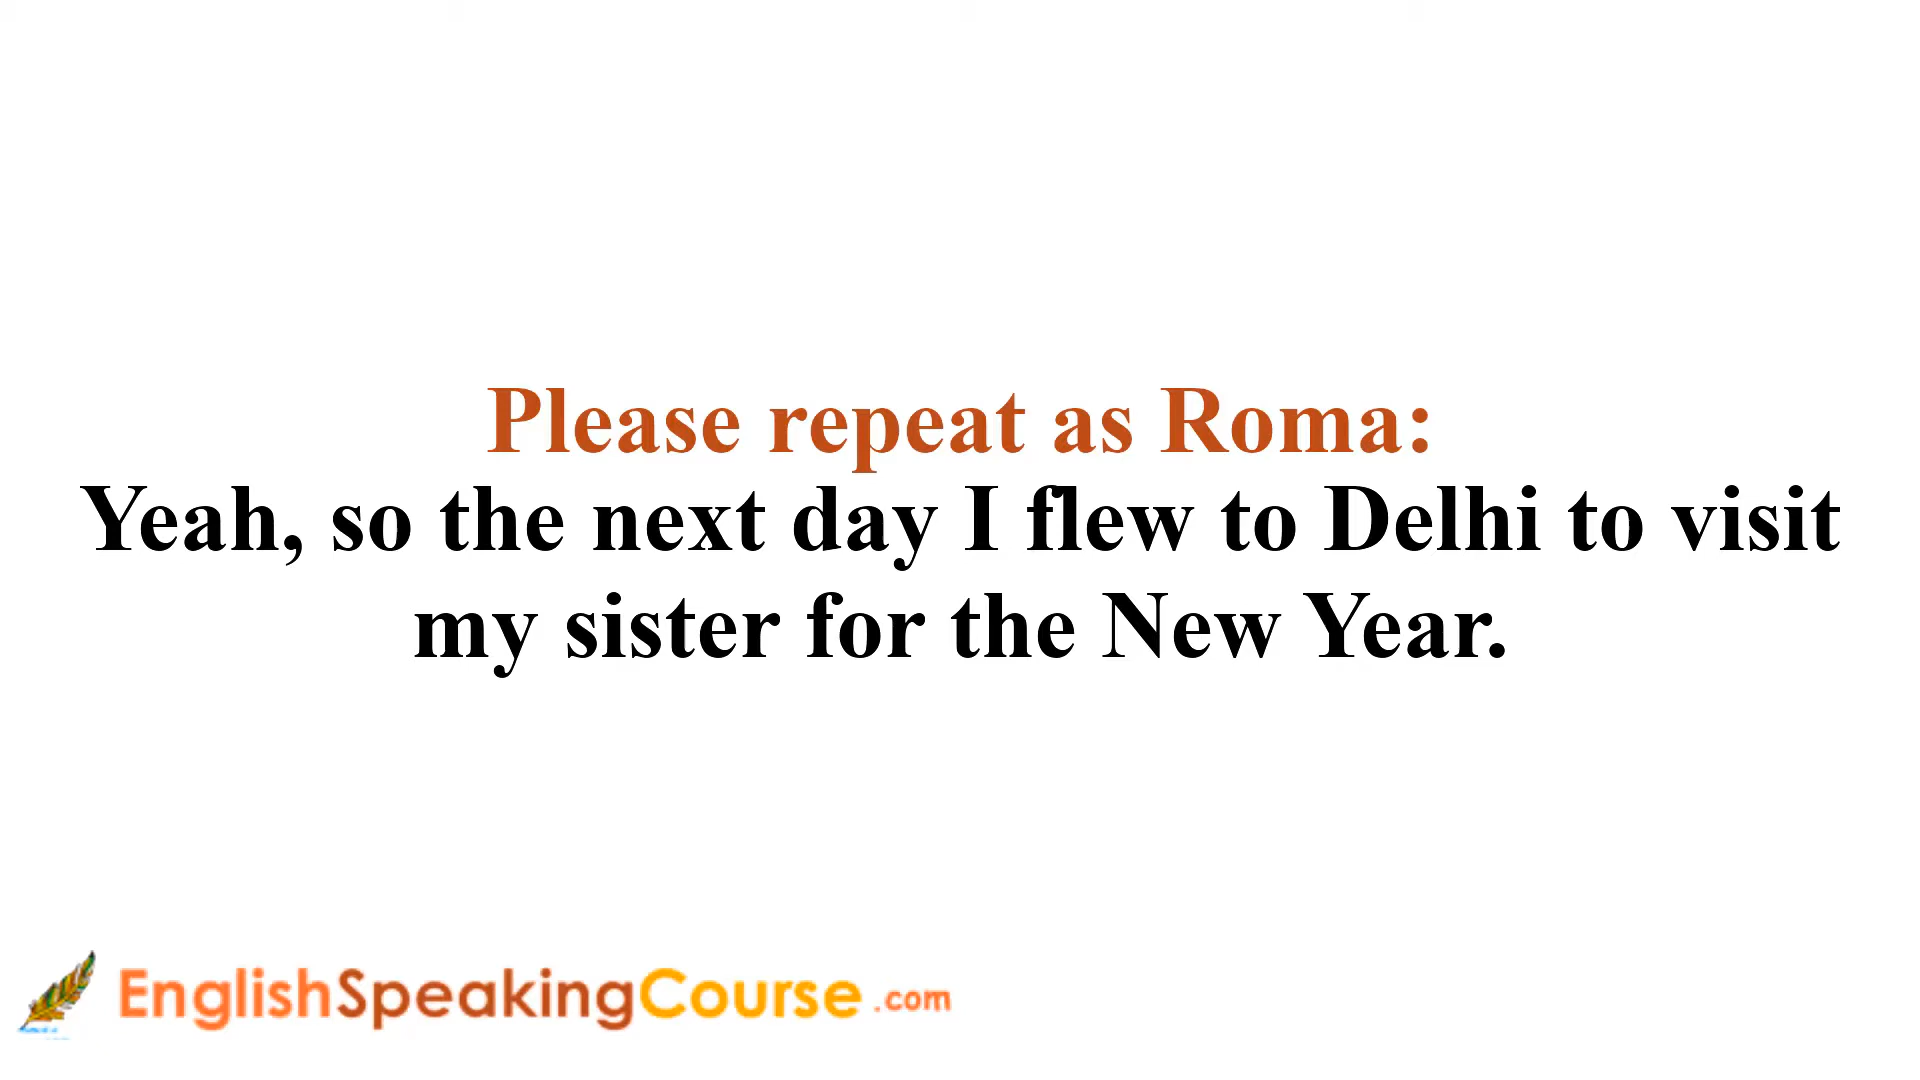 Please repeat as Roma:
Yeah, so the next day I flew to Delhi to visit
my sister for the New Year.
EnglishSpeakingCourse.com